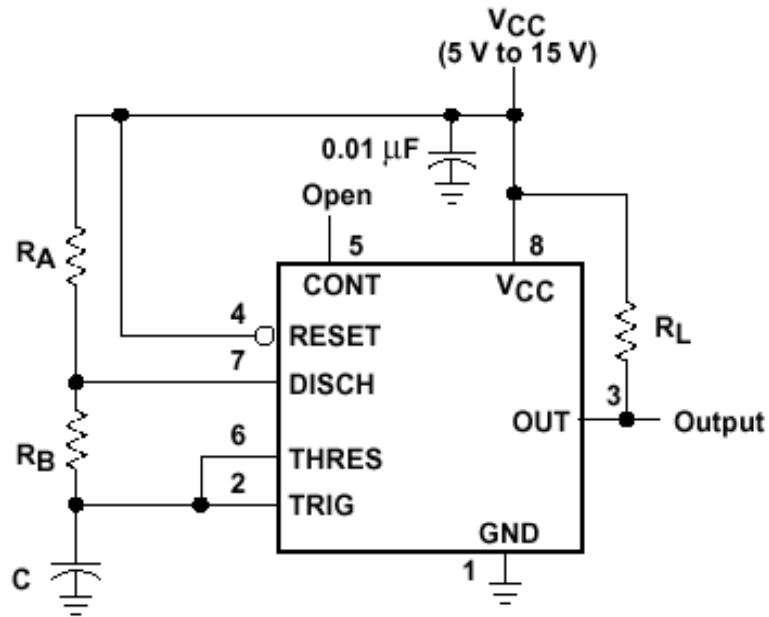 VCC
(5 V to 15 V)
0.01 μF
Open
RA
5
8
CONT
VCC
4
RESET
RL
7
DISCH
3
OUT
Output
RB
6
THRES
2
TRIG
GND
C
1